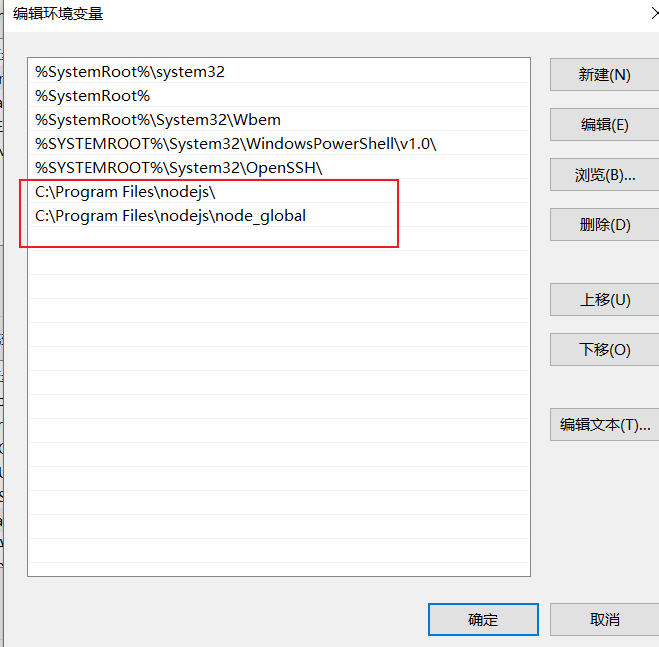 编辑环境变量
%SystemRoot%\system32
%SystemRoot%
%SystemRoot%\System32\Wbem
%SYSTEMROOT%\System32\WindowsPowerShell\v1.0\
%SYSTEMROOT%\System32\OpenSSH\
C:\Program Files\nodejs\
C:\Program Files\nodejs\node_global
新建(N)
编辑(E)
浏览(B)...
删除(D)
上移(U)
下移(O)
编辑文本(T)...
确定
取消